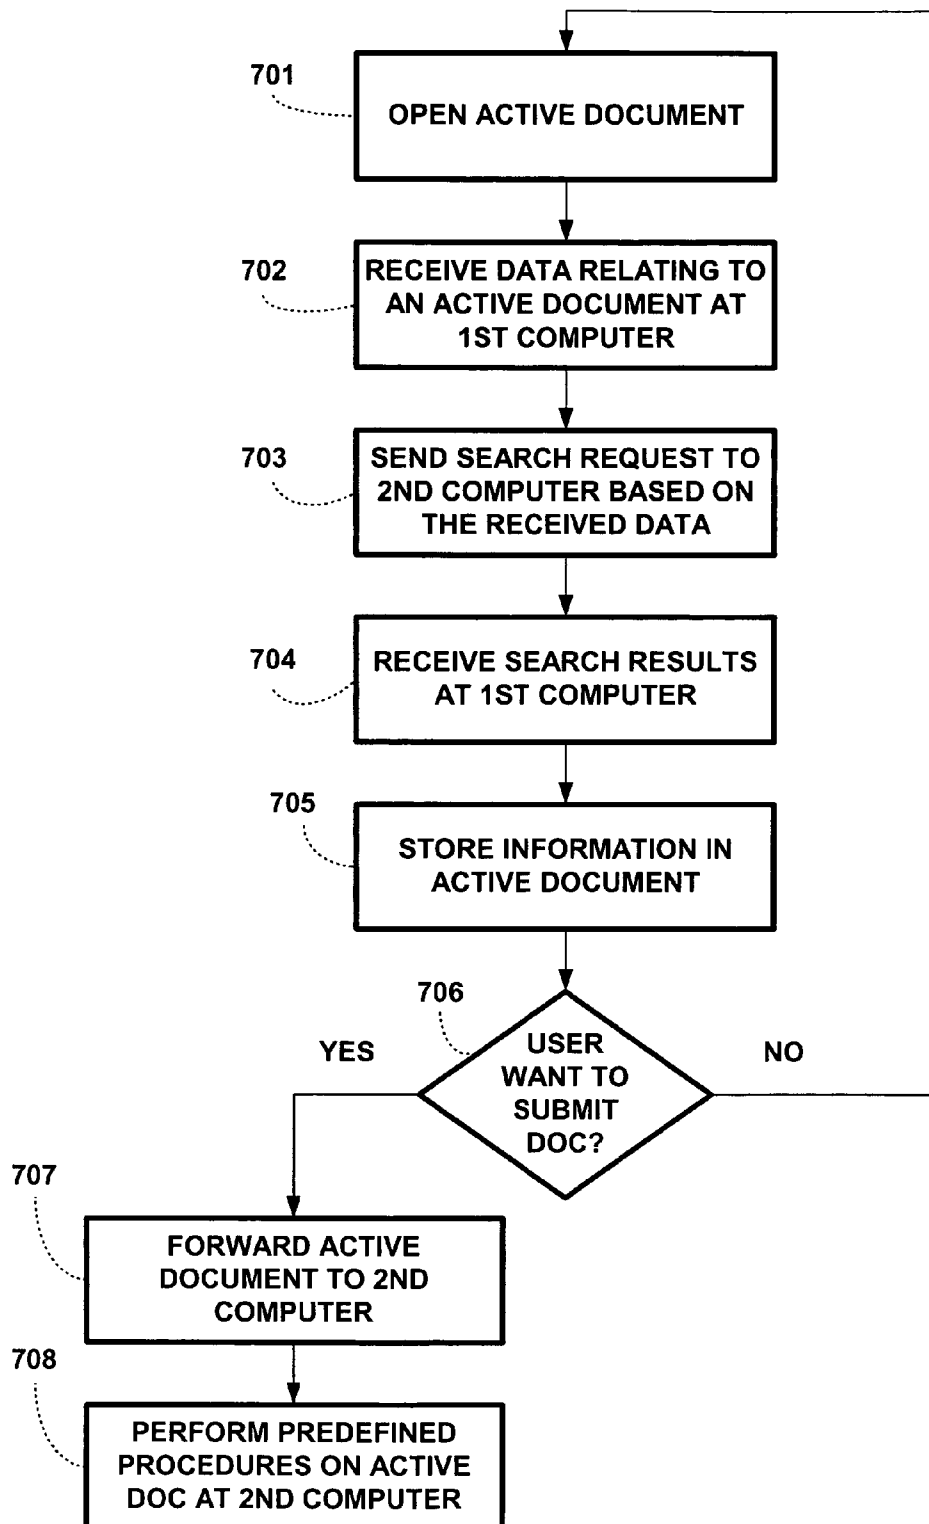 701
OPEN ACTIVE DOCUMENT
702
RECEIVE DATA RELATING TO
AN ACTIVE DOCUMENT AT
1ST COMPUTER
703
SEND SEARCH REQUEST TO
2ND COMPUTER BASED ON
THE RECEIVED DATA
704
RECEIVE SEARCH RESULTS
AT 1ST COMPUTER
705
STORE INFORMATION IN
ACTIVE DOCUMENT
706
YES
USER
WANT TO
SUBMIT
DOC?
NO
707
FORWARD ACTIVE
DOCUMENT TO 2ND
COMPUTER
708
PERFORM PREDEFINED
PROCEDURES ON ACTIVE
DOC AT 2ND COMPUTER